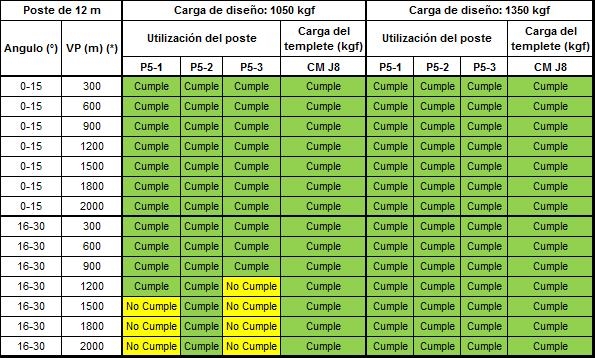 Poste de 12 m Carga de diseño: 1050 kgf Carga de diseño: 1350 kgf
Angulo (°) VP (m) (*) Utilización del poste Carga del templete (kgf) Utilización del poste Carga del templete (kgf)
P5-1 P5-2 P5-3 CM J8 P5-1 P5-2 P5-3 CM J8
0-15 300 Cumple Cumple Cumple Cumple Cumple Cumple Cumple Cumple
0-15 600 Cumple Cumple Cumple Cumple Cumple Cumple Cumple Cumple
0-15 900 Cumple Cumple Cumple Cumple Cumple Cumple Cumple Cumple
0-15 1200 Cumple Cumple Cumple Cumple Cumple Cumple Cumple Cumple
0-15 1500 Cumple Cumple Cumple Cumple Cumple Cumple Cumple Cumple
0-15 1800 Cumple Cumple Cumple Cumple Cumple Cumple Cumple Cumple
0-15 2000 Cumple Cumple Cumple Cumple Cumple Cumple Cumple Cumple
16-30 300 Cumple Cumple Cumple Cumple Cumple Cumple Cumple Cumple
16-30 600 Cumple Cumple Cumple Cumple Cumple Cumple Cumple Cumple
16-30 900 Cumple Cumple Cumple Cumple Cumple Cumple Cumple Cumple
16-30 1200 Cumple Cumple No Cumple Cumple Cumple Cumple Cumple Cumple
16-30 1500 No Cumple Cumple No Cumple Cumple Cumple Cumple Cumple Cumple
16-30 1800 No Cumple Cumple No Cumple Cumple Cumple Cumple Cumple Cumple
16-30 2000 No Cumple Cumple No Cumple Cumple Cumple Cumple Cumple Cumple